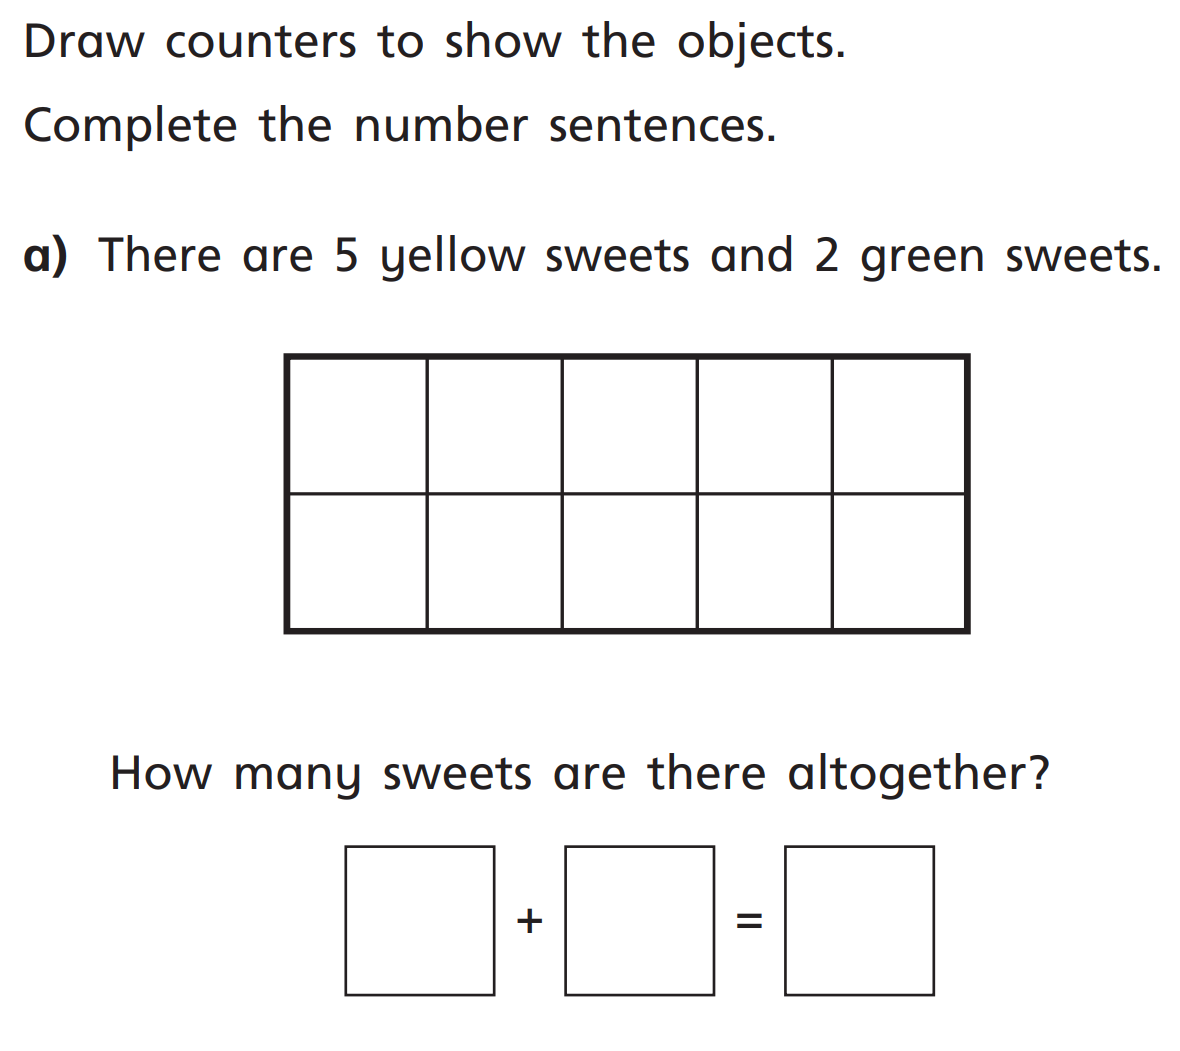 Draw counters to show the objects.
Complete the number sentences.
a) There are 5 yellow sweets and 2 green sweets.
How many sweets are there altogether?
+ =